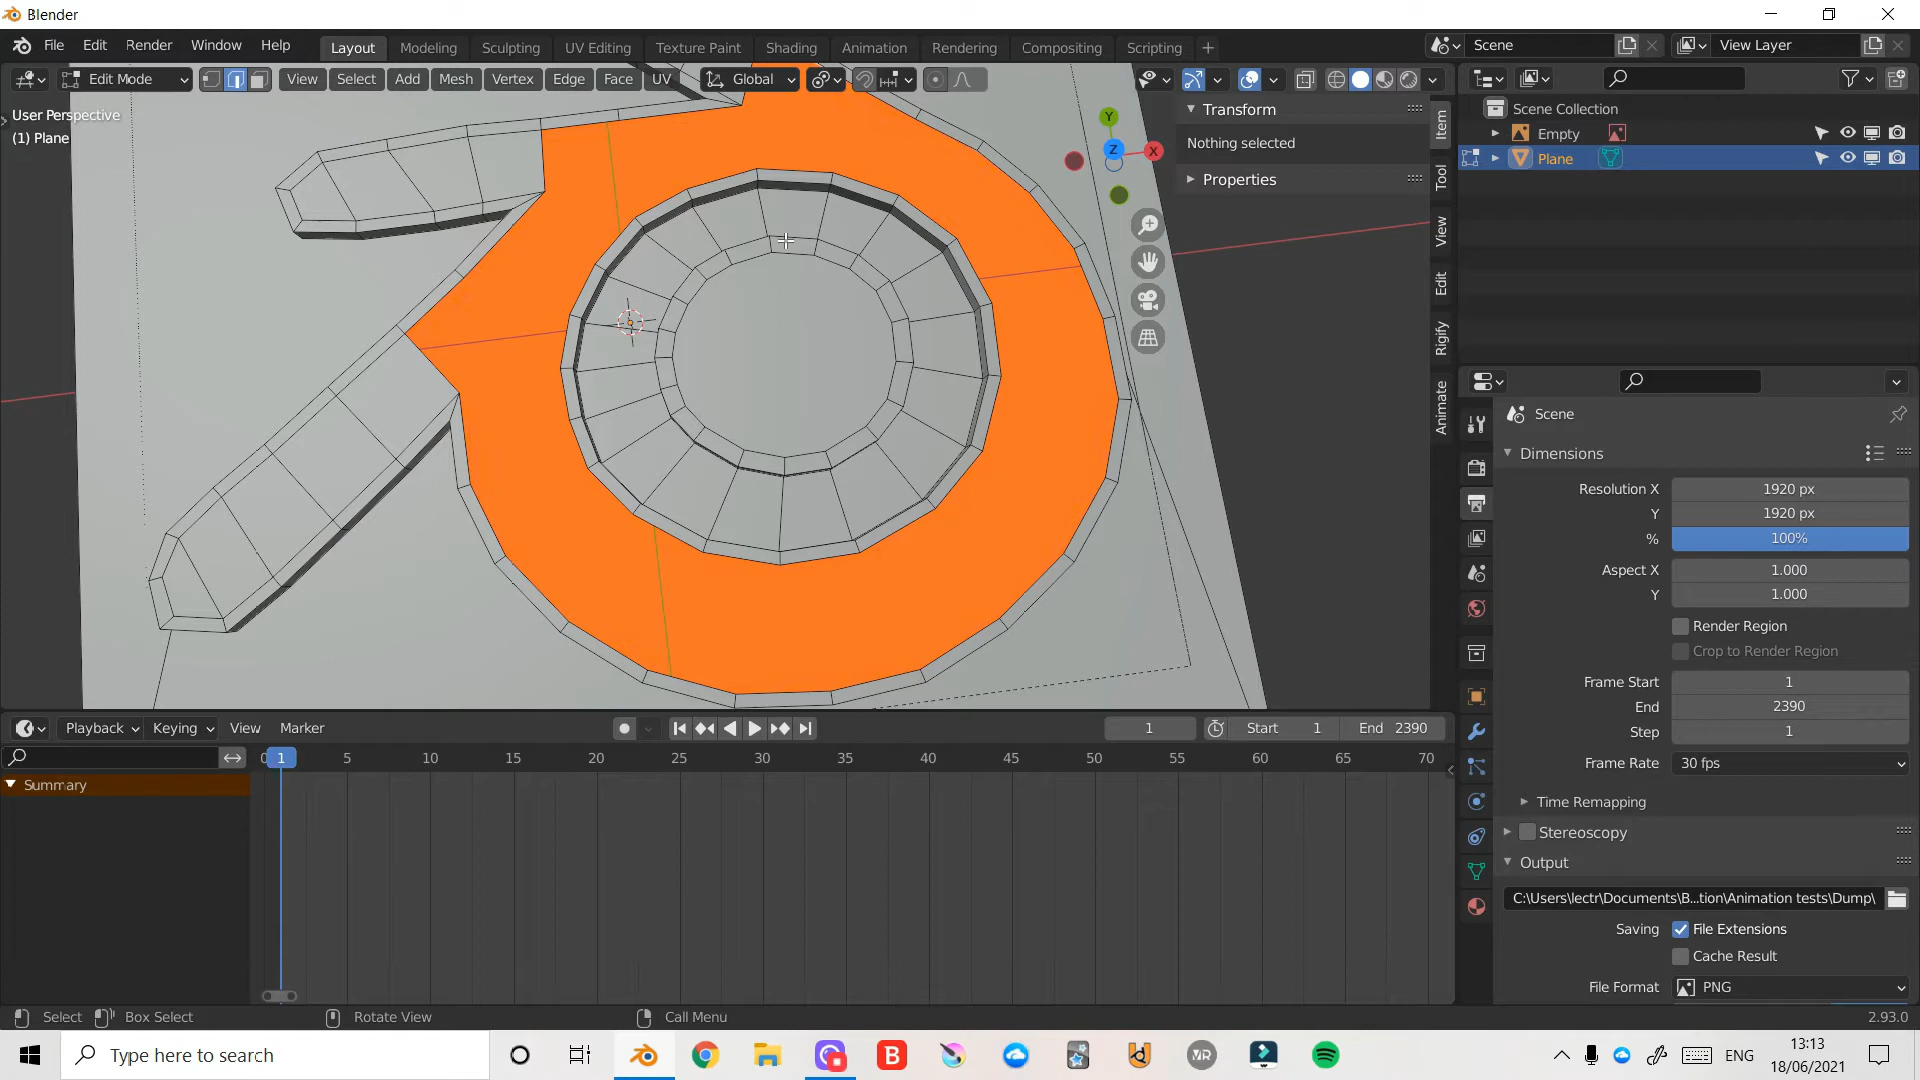 Blender
File Edit Render Window Help Layout Modeling Sculpting UV Editing Texture Paint Shading Animation Rendering Compositing Scripting + Scene View Layer
Edit Mode View Select Add Mesh Vertex Edge Face UV Global
User Perspective
(1) Plane
Y
X
Z
Transform
Nothing selected
Properties
Item
Tool
View
Edit
Rigify
Animate
Scene Collection
Empty
Plane
Scene
Dimensions
Resolution X 1920 px
Y 1920 px
% 100%
Aspect X 1.000
Y 1.000
Render Region
Crop to Render Region
Frame Start 1
End 2390
Step 1
Frame Rate 30 fps
Time Remapping
Stereoscopy
Output
C:\Users\lectr\Documents\B...tion\Animation tests\Dump\
Saving File Extensions
Cache Result
File Format PNG
Playback Keying View Marker 1 Start 1 End 2390
0 1 5 10 15 20 25 30 35 40 45 50 55 60 65 70
Summary
Select Box Select Rotate View Call Menu 2.93.0
Type here to search
B
VR
ENG
13:13
18/06/2021